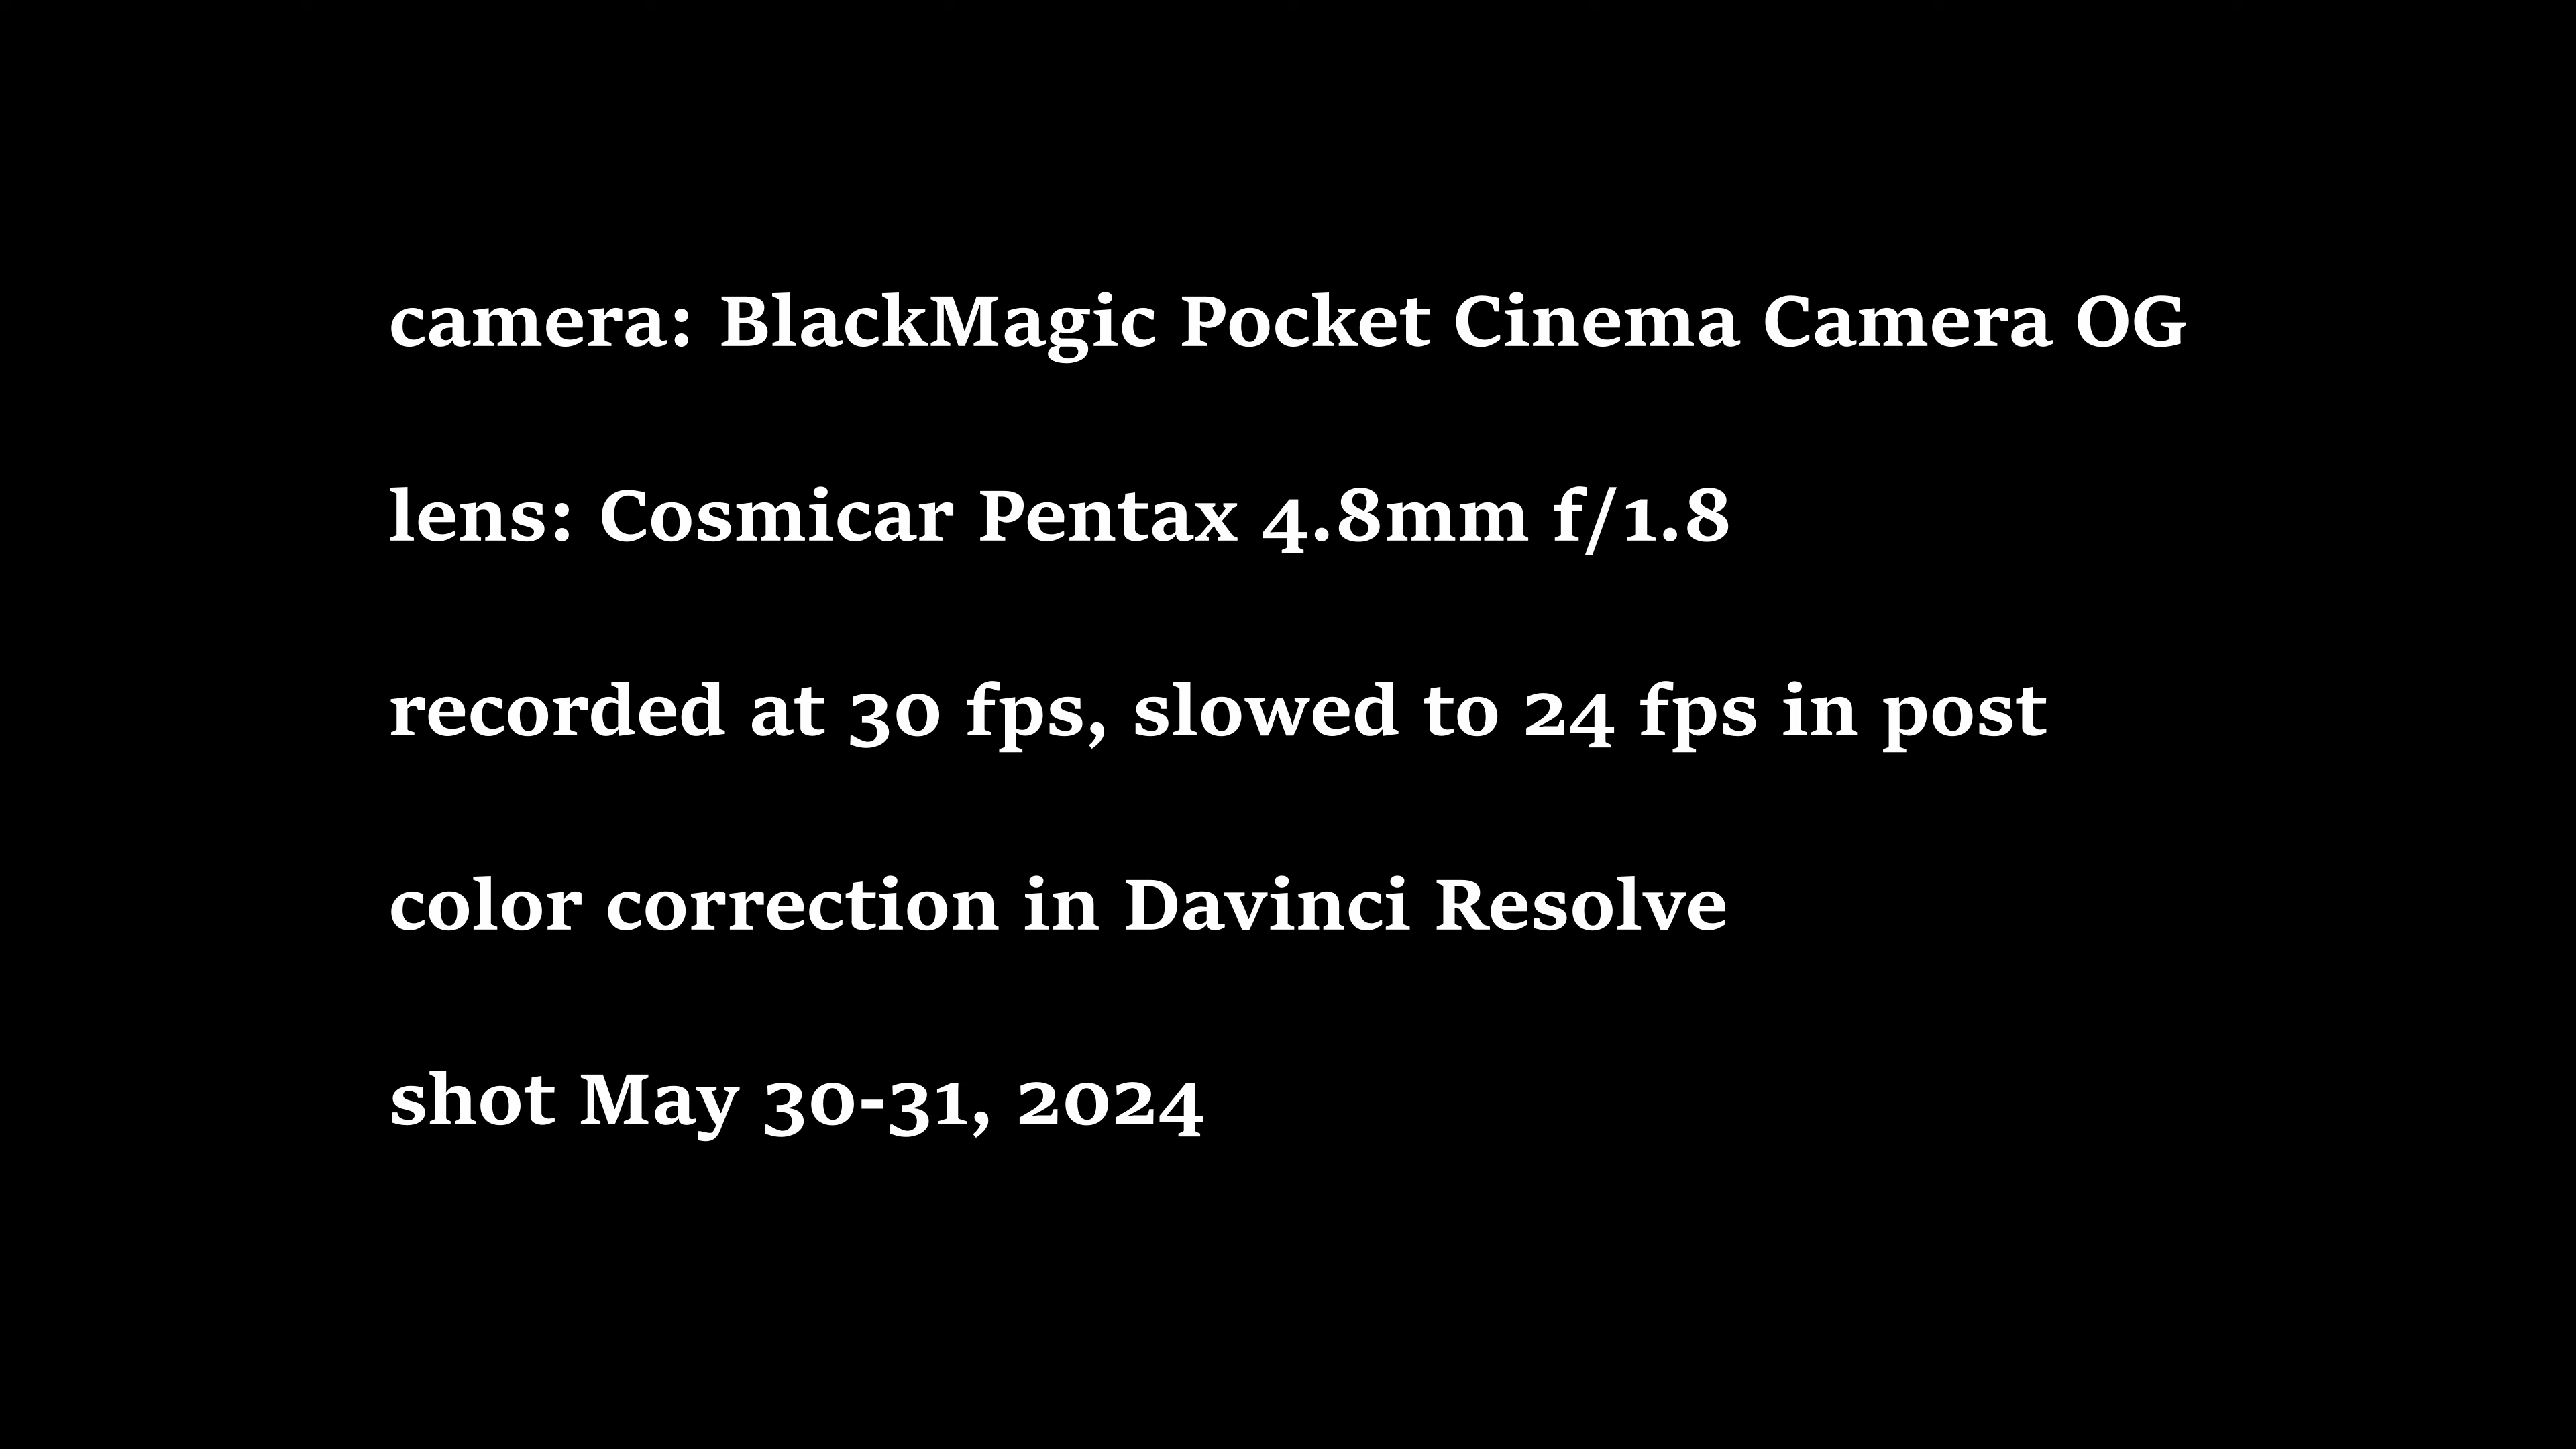 camera: BlackMagic Pocket Cinema Camera OG
lens: Cosmicar Pentax 4.8mm f/1.8
recorded at 30 fps, slowed to 24 fps in post
color correction in Davinci Resolve
shot May 30-31, 2024